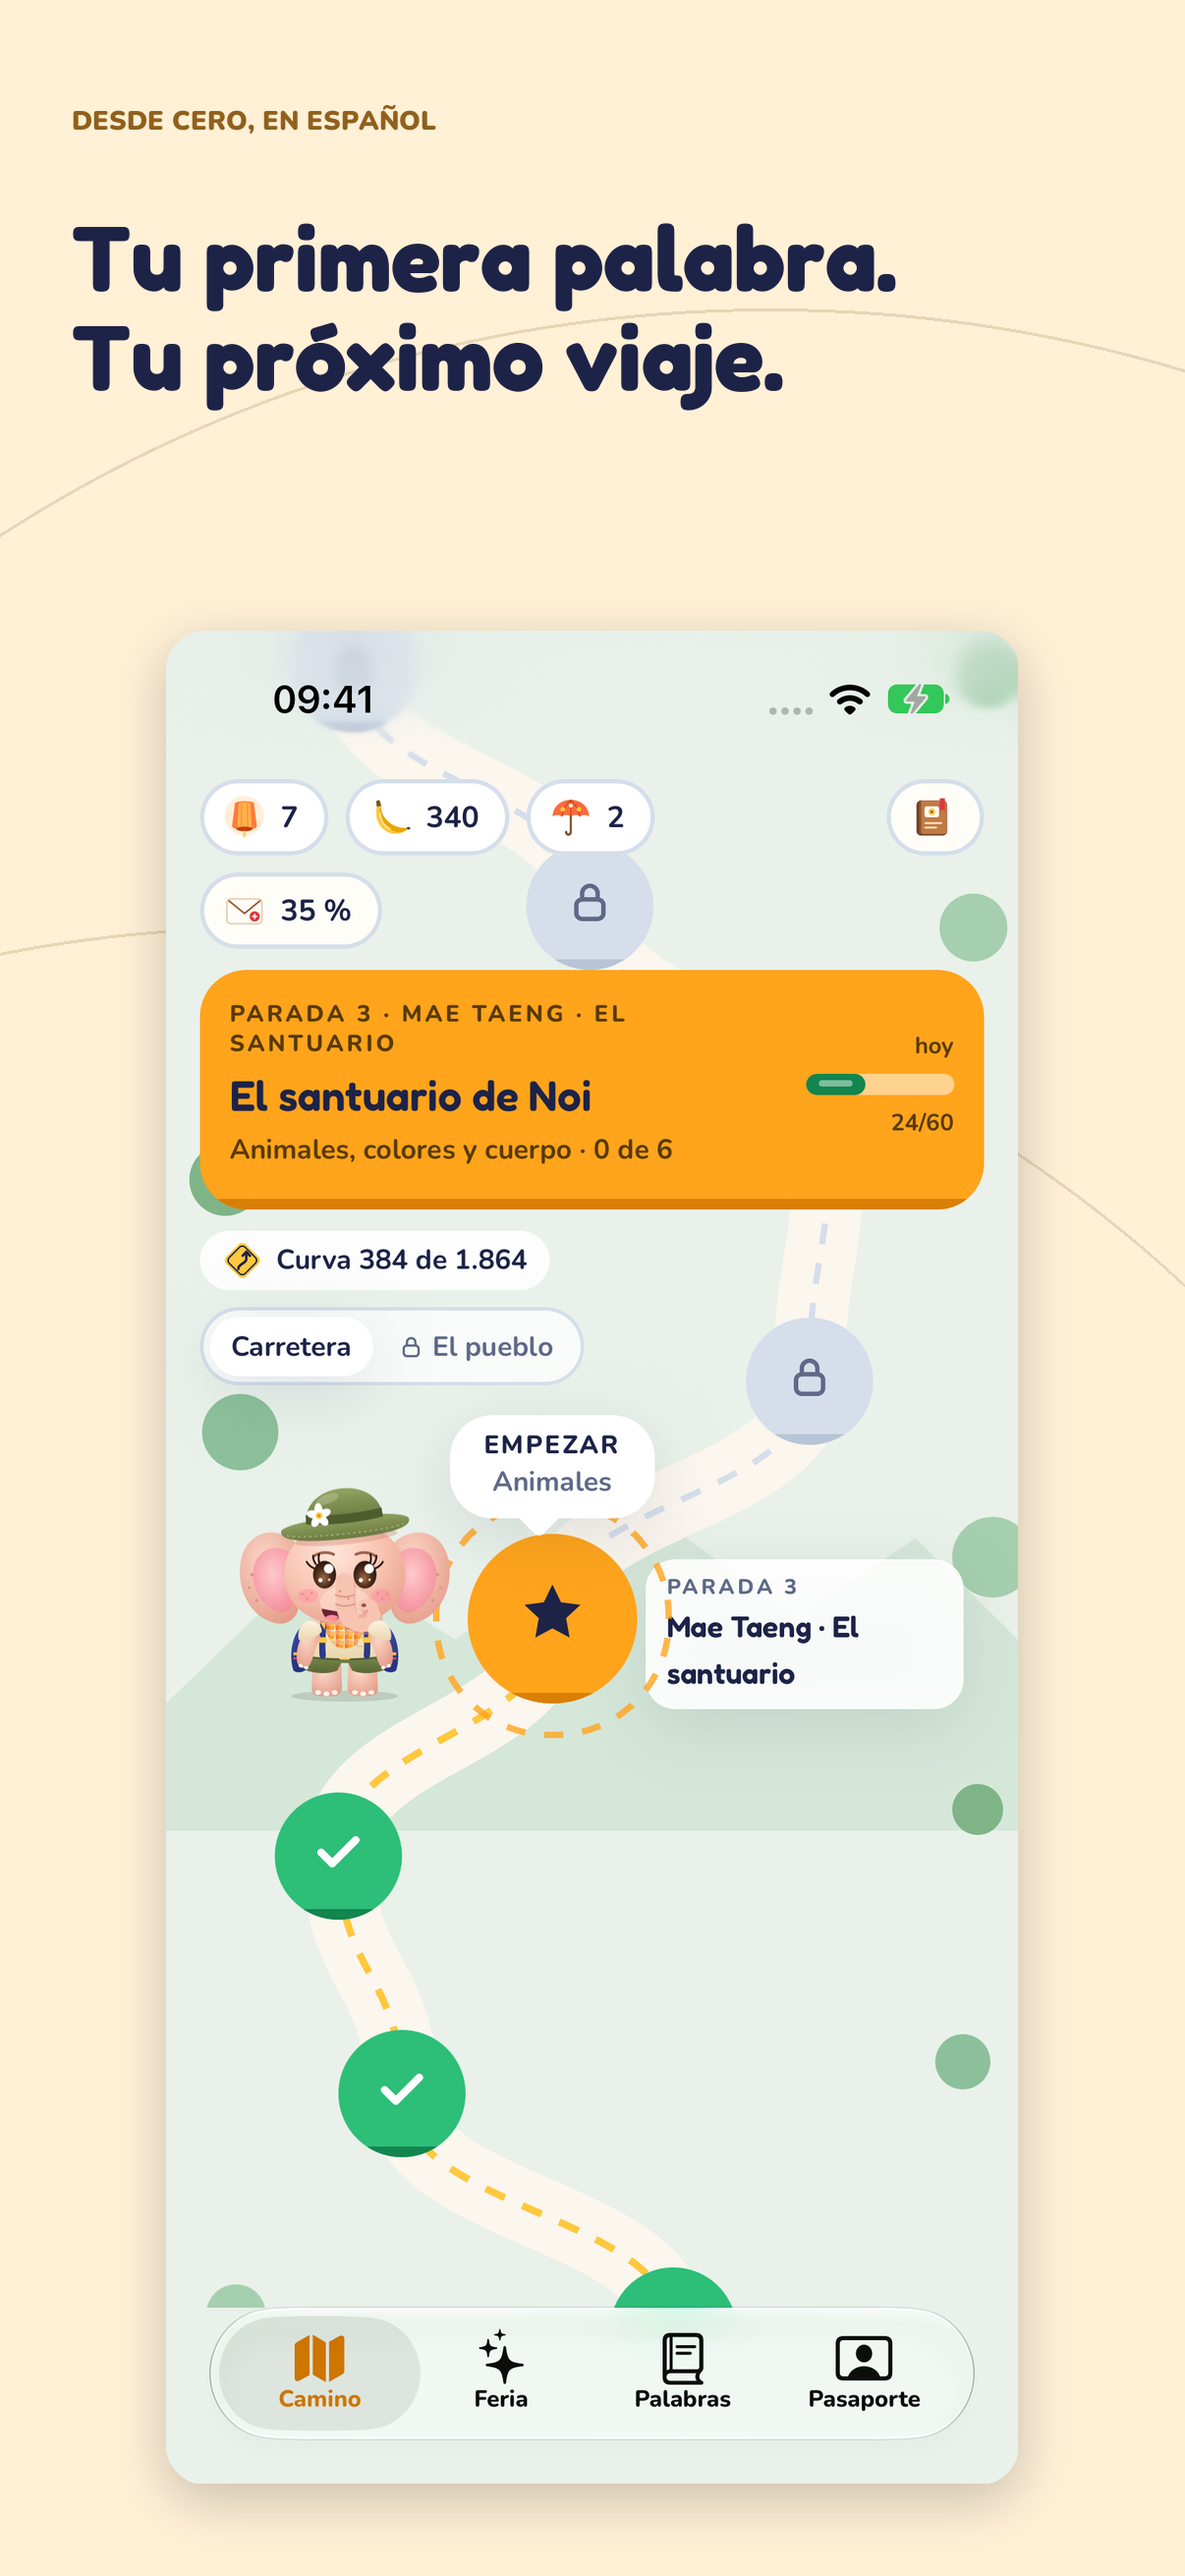 DESDE CERO, EN ESPAÑOL
Tu primera palabra.
Tu próximo viaje.
09:41
7
340
2
35 %
PARADA 3 · MAE TAENG · EL
SANTUARIO
El santuario de Noi
Animales, colores y cuerpo · 0 de 6
hoy
24/60
Curva 384 de 1.864
Carretera
El pueblo
EMPEZAR
Animales
PARADA 3
Mae Taeng · El
santuario
Camino
Feria
Palabras
Pasaporte